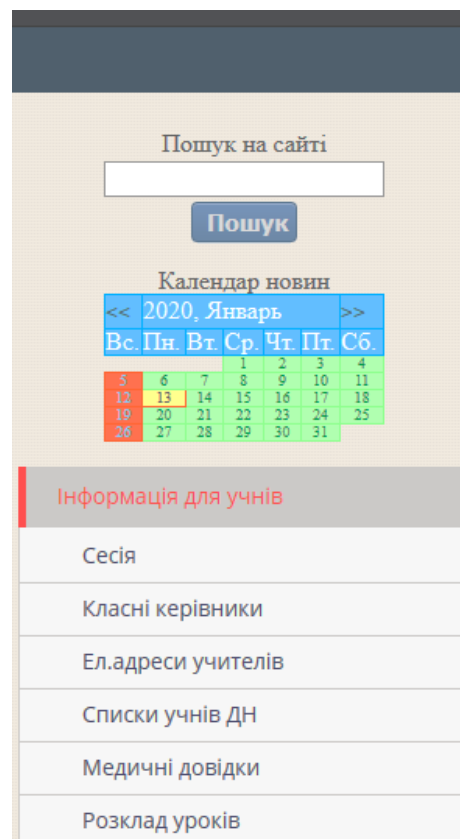 Пошук на сайті
Пошук
Календар новин
<< 2020, Январь >>
Вс. Пн. Вт. Ср. Чт. Пт. Сб.
1 2 3 4
5 6 7 8 9 10 11
12 13 14 15 16 17 18
19 20 21 22 23 24 25
26 27 28 29 30 31
Інформація для учнів
Сесія
Класні керівники
Ел.адреси учителів
Списки учнів ДН
Медичні довідки
Розклад уроків